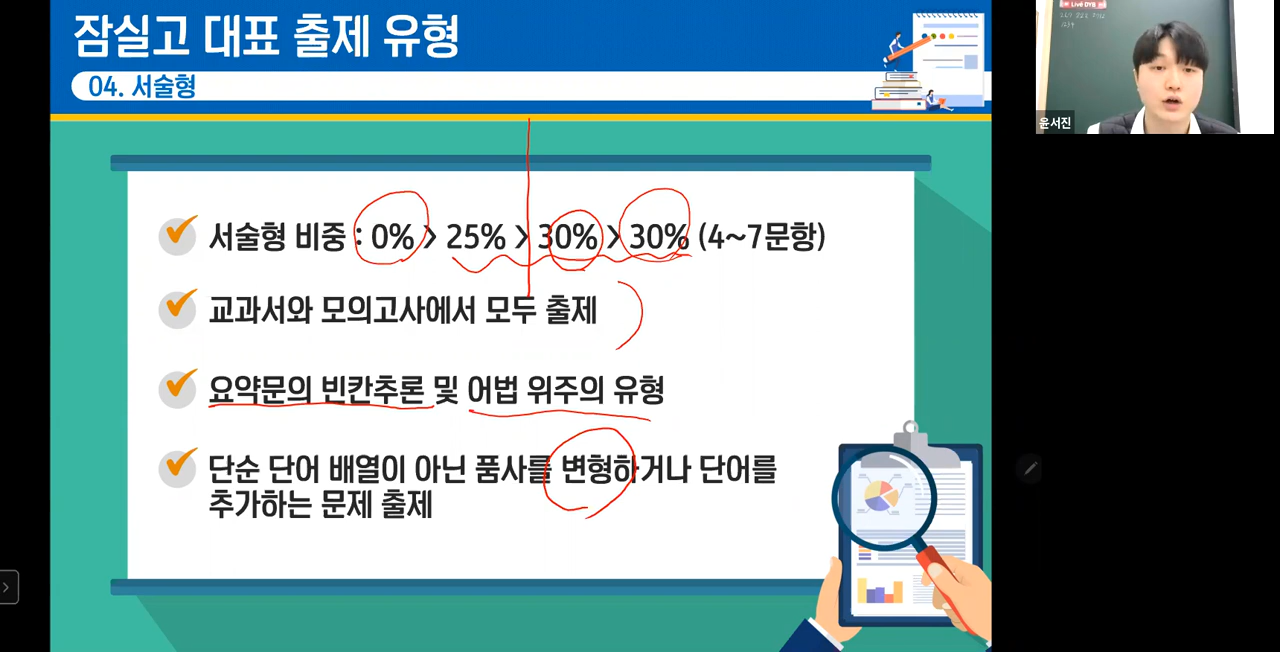 잠실고 대표 출제 유형
04. 서술형
Live DYB
윤서진
서술형 비중 : 0% > 25% > 30% > 30% (4~7문항)
교과서와 모의고사에서 모두 출제
요약문의 빈칸추론 및 어법 위주의 유형
단순 단어 배열이 아닌 품사를 변형하거나 단어를
추가하는 문제 출제